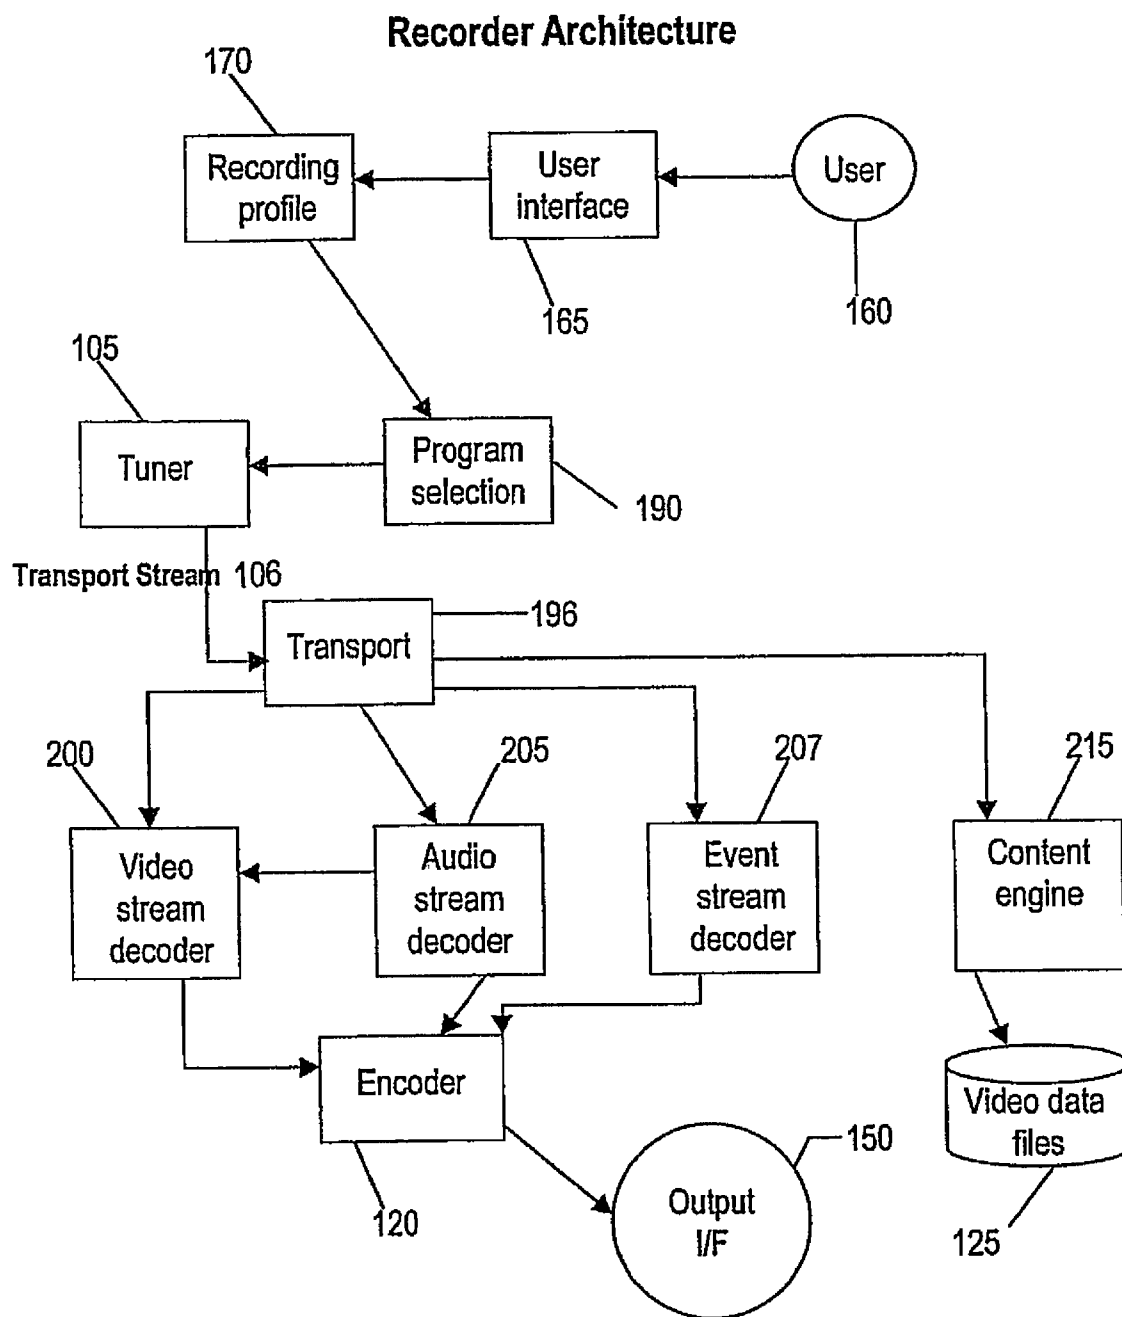 Recorder Architecture
170
Recording
profile
User
interface
User
165
160
105
Tuner
Program
selection
190
Transport Stream 106
Transport
196
200
205
207
215
Video
stream
decoder
Audio
stream
decoder
Event
stream
decoder
Content
engine
Encoder
Video data
files
120
Output
I/F
150
125